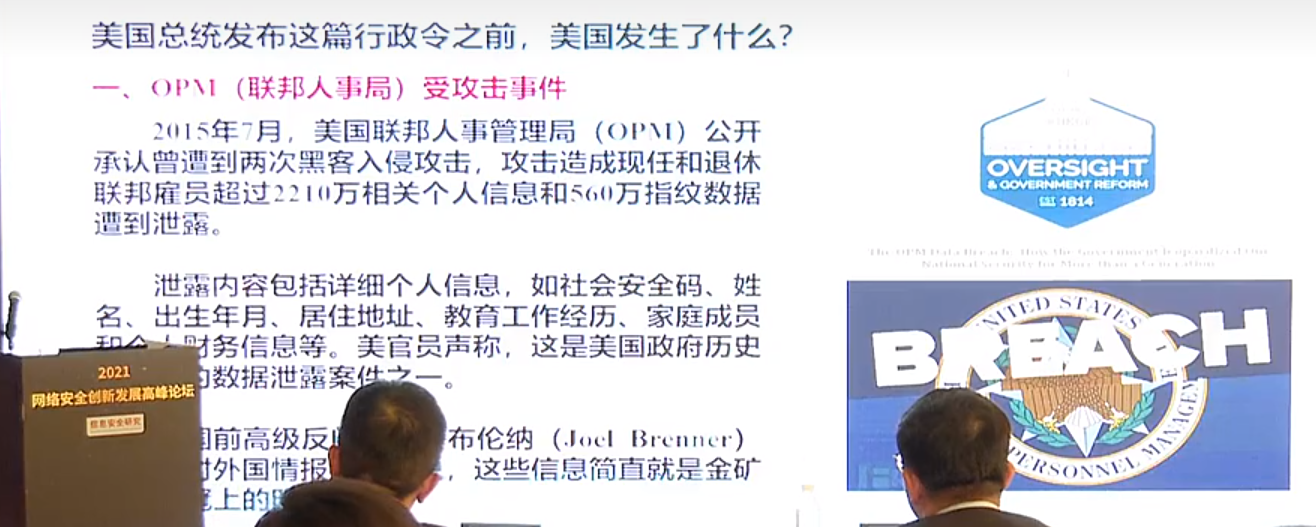 美国总统发布这篇行政令之前，美国发生了什么？
一、OPM（联邦人事局）受攻击事件
2015年7月，美国联邦人事管理局（OPM）公开
承认曾遭到两次黑客入侵攻击，攻击造成现任和退休
联邦雇员超过2210万相关个人信息和560万指纹数据
遭到泄露。
泄露内容包括详细个人信息，如社会安全码、姓
名、出生年月、居住地址、教育工作经历、家庭成员
财务信息等。美官员声称，这是美国政府历史
的数据泄露案件之一。
前高级反 布伦纳（Joel Brenner）
对外国情报 ，这些信息简直就是金矿
上的
OVERSIGHT
& GOVERNMENT REFORM
EST 1814
The OPM Data Breach: How the Government Jeopardized Our
National Security for More than a Generation
BREACH
UNITED STATES
PERSONNEL MANAGEM
2021
网络安全创新发展高峰论坛
信息安全研究